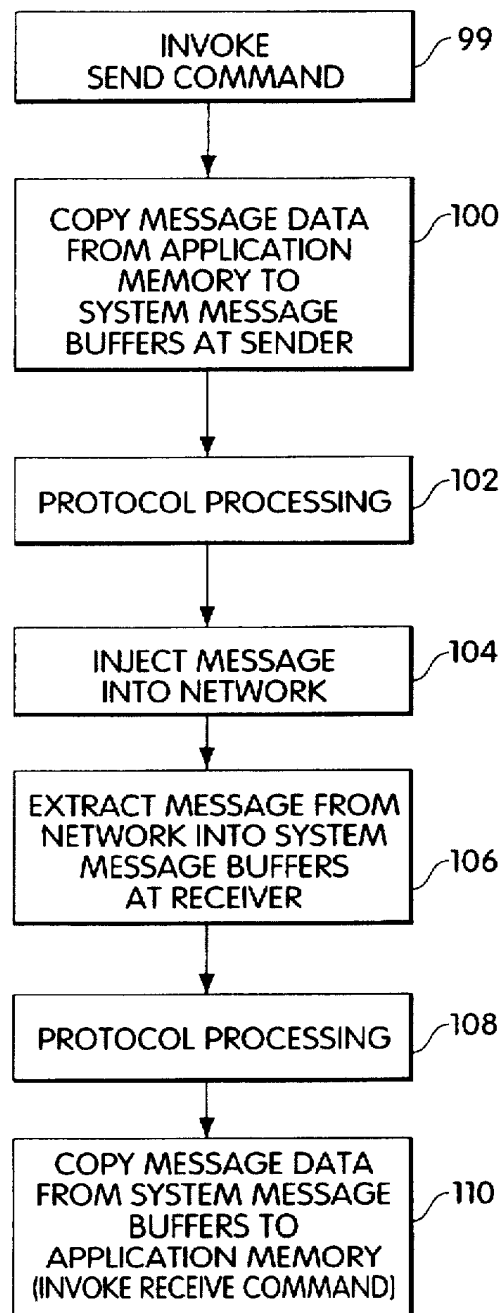 INVOKE
SEND COMMAND
99
COPY MESSAGE DATA
FROM APPLICATION
MEMORY TO
SYSTEM MESSAGE
BUFFERS AT SENDER
100
PROTOCOL PROCESSING
102
INJECT MESSAGE
INTO NETWORK
104
EXTRACT MESSAGE FROM
NETWORK INTO SYSTEM
MESSAGE BUFFERS
AT RECEIVER
106
PROTOCOL PROCESSING
108
COPY MESSAGE DATA
FROM SYSTEM MESSAGE
BUFFERS TO
APPLICATION MEMORY
(INVOKE RECEIVE COMMAND)
110